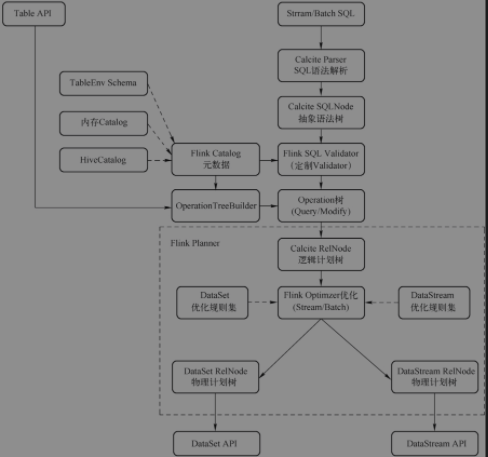 Table API
Strram/Batch SQL
Calcite Parser
SQL语法解析
TableEnv Schema
Calcite SQLNode
抽象语法树
内存Catalog
HiveCatalog
Flink Catalog
元数据
Flink SQL Validator
（定制Validator）
OperationTreeBuilder
Operation树
(Query/Modify)
Flink Planner
Calcite RelNode
逻辑计划树
DataSet
优化规则集
Flink Optimzer优化
(Stream/Batch)
DataStream
优化规则集
DataSet RelNode
物理计划树
DataStream RelNode
物理计划树
DataSet API
DataStream API